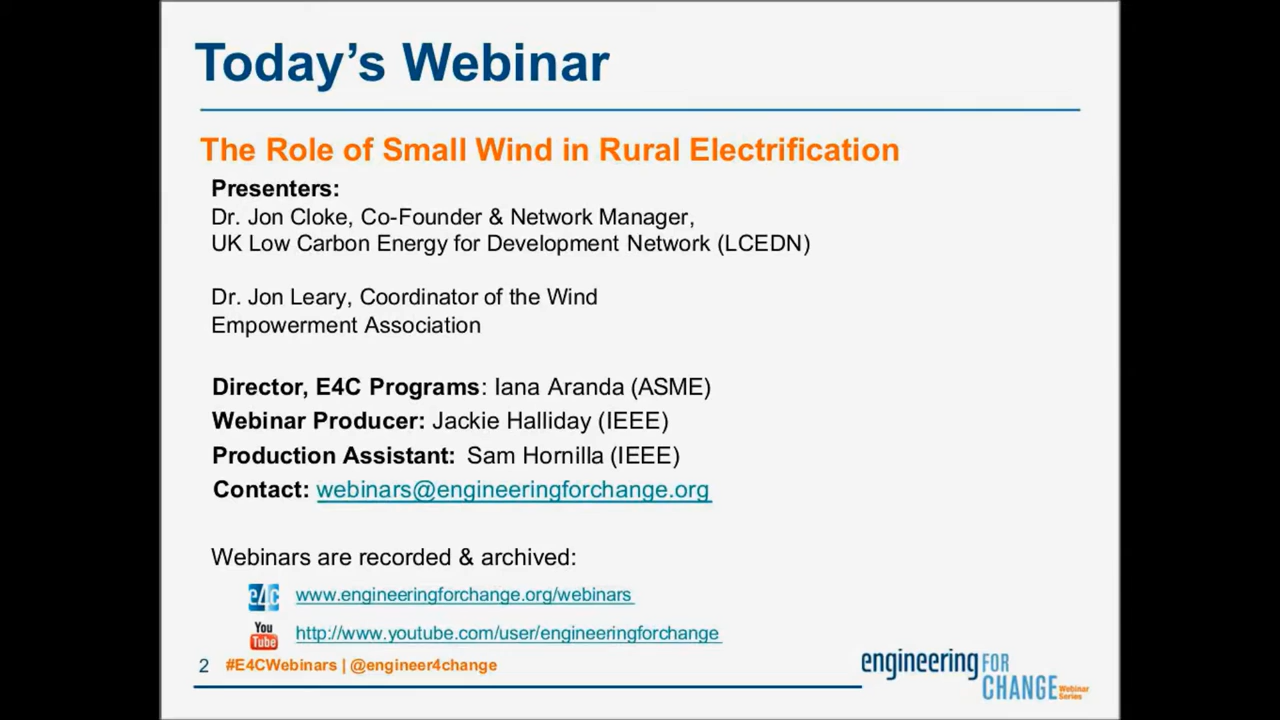 Today's Webinar
The Role of Small Wind in Rural Electrification
Presenters:
Dr. Jon Cloke, Co-Founder & Network Manager,
UK Low Carbon Energy for Development Network (LCEDN)
Dr. Jon Leary, Coordinator of the Wind
Empowerment Association
Director, E4C Programs: Iana Aranda (ASME)
Webinar Producer: Jackie Halliday (IEEE)
Production Assistant: Sam Hornilla (IEEE)
Contact: webinars@engineeringforchange.org
Webinars are recorded & archived:
e4c www.engineeringforchange.org/webinars
You
Tube http://www.youtube.com/user/engineeringforchange
2 #E4CWebinars | @engineer4change
engineering FOR
CHANGE Webinar
Series